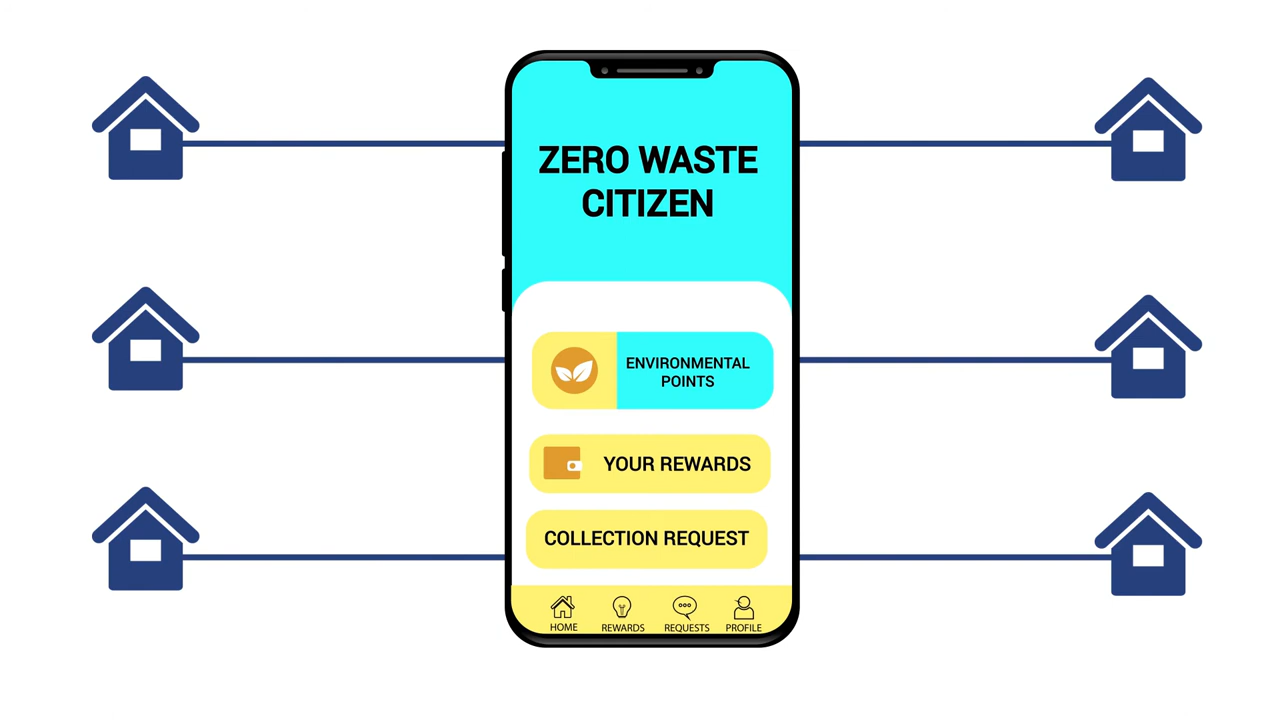 ZERO WASTE
CITIZEN
ENVIRONMENTAL
POINTS
YOUR REWARDS
COLLECTION REQUEST
HOME
REWARDS
REQUESTS
PROFILE